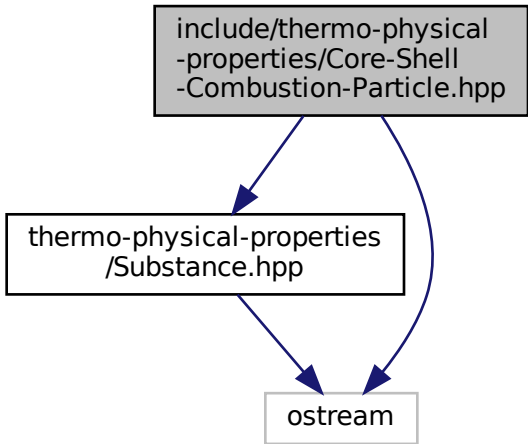 include/thermo-physical
-properties/Core-Shell
-Combustion-Particle.hpp
thermo-physical-properties
/Substance.hpp
ostream